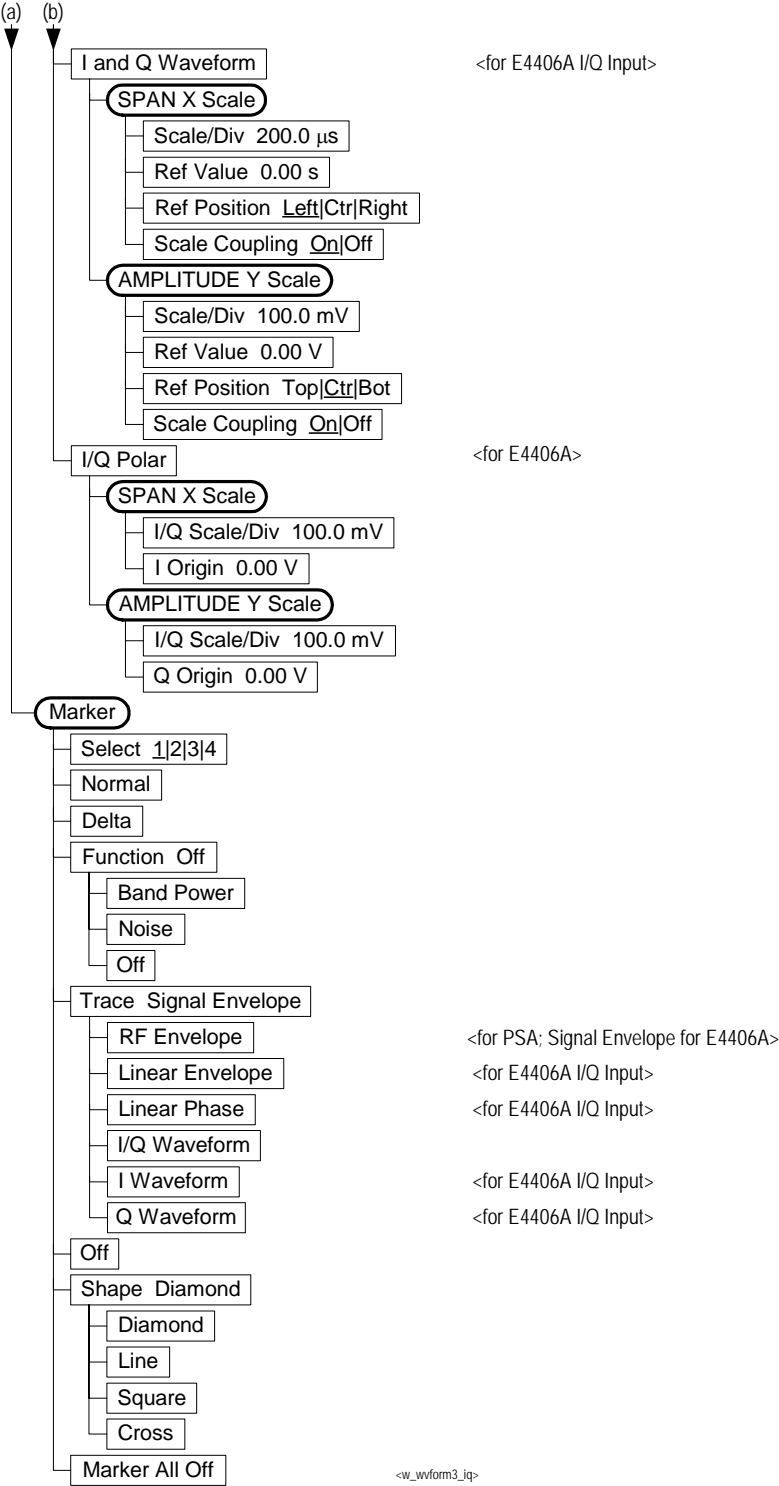 (a) (b)
I and Q Waveform <for E4406A I/Q Input>
SPAN X Scale
Scale/Div 200.0 μs
Ref Value 0.00 s
Ref Position Left|Ctr|Right
Scale Coupling On|Off
AMPLITUDE Y Scale
Scale/Div 100.0 mV
Ref Value 0.00 V
Ref Position Top|Ctr|Bot
Scale Coupling On|Off
I/Q Polar <for E4406A>
SPAN X Scale
I/Q Scale/Div 100.0 mV
I Origin 0.00 V
AMPLITUDE Y Scale
I/Q Scale/Div 100.0 mV
Q Origin 0.00 V
Marker
Select 1|2|3|4
Normal
Delta
Function Off
Band Power
Noise
Off
Trace Signal Envelope
RF Envelope <for PSA; Signal Envelope for E4406A>
Linear Envelope <for E4406A I/Q Input>
Linear Phase <for E4406A I/Q Input>
I/Q Waveform
I Waveform <for E4406A I/Q Input>
Q Waveform <for E4406A I/Q Input>
Off
Shape Diamond
Diamond
Line
Square
Cross
Marker All Off <w_wvform3_iq>